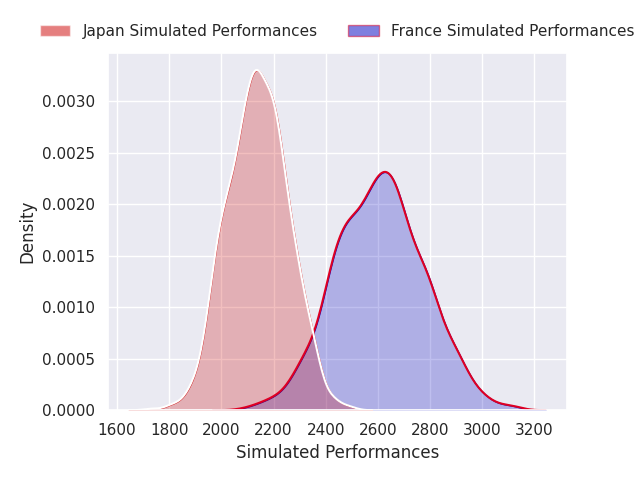 Japan Simulated Performances France Simulated Performances
0.0030
0.0025
0.0020
0.0015
0.0010
0.0005
0.0000
Density
1600 1800 2000 2200 2400 2600 2800 3000 3200
Simulated Performances